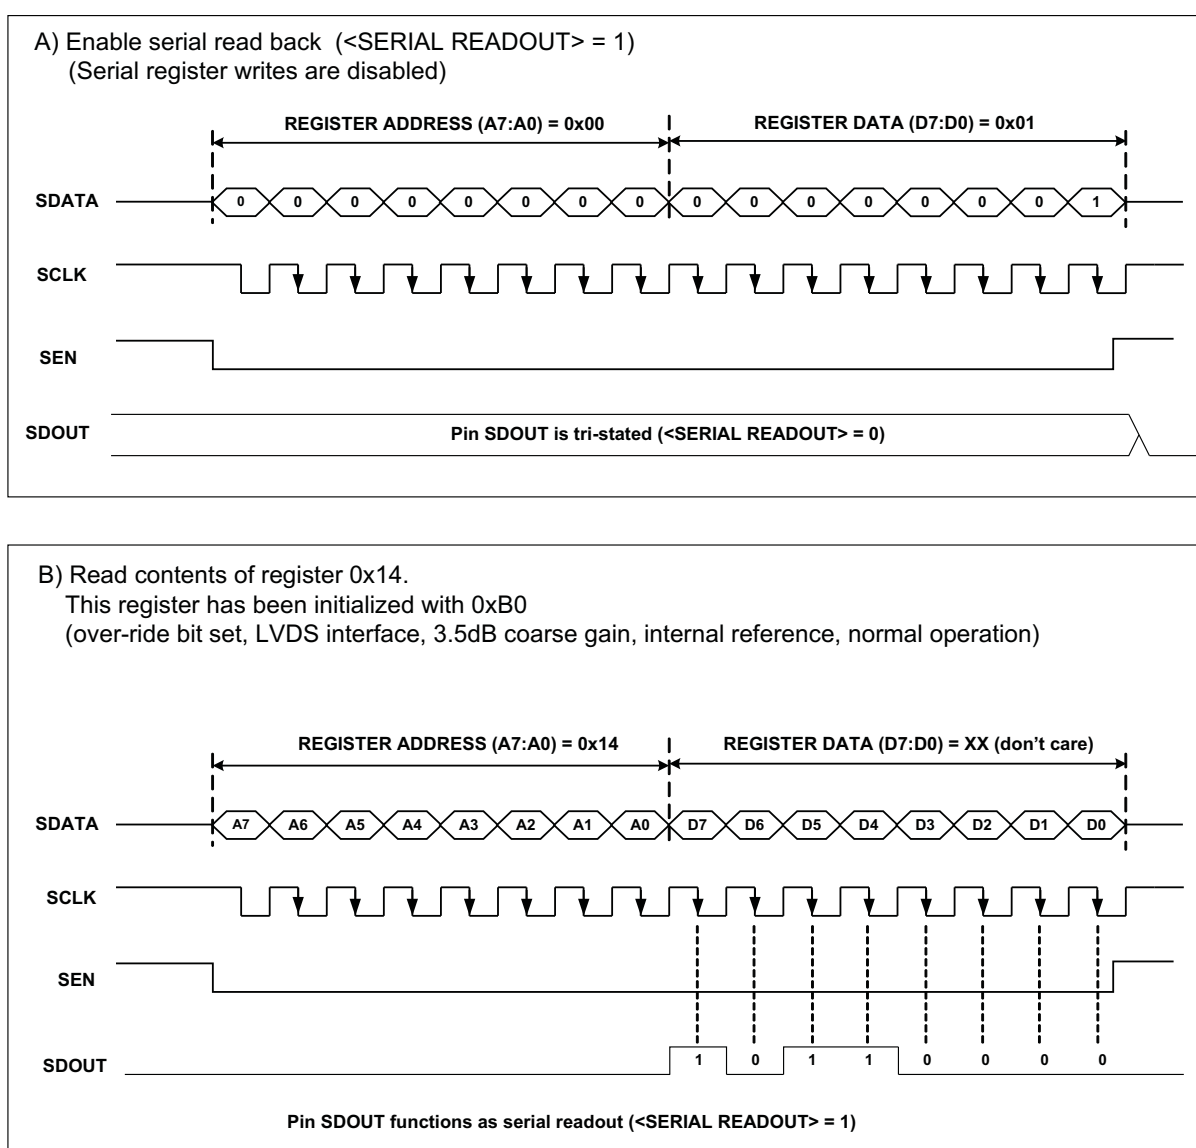 A) Enable serial read back (<SERIAL READOUT> = 1)
(Serial register writes are disabled)
REGISTER ADDRESS (A7:A0) = 0x00
REGISTER DATA (D7:D0) = 0x01
SDATA
0 0 0 0 0 0 0 0 0 0 0 0 0 0 0 1
SCLK
SEN
SDOUT
Pin SDOUT is tri-stated (<SERIAL READOUT> = 0)
B) Read contents of register 0x14.
This register has been initialized with 0xB0
(over-ride bit set, LVDS interface, 3.5dB coarse gain, internal reference, normal operation)
REGISTER ADDRESS (A7:A0) = 0x14
REGISTER DATA (D7:D0) = XX (don't care)
SDATA
A7 A6 A5 A4 A3 A2 A1 A0 D7 D6 D5 D4 D3 D2 D1 D0
SCLK
SEN
SDOUT
1 0 1 1 0 0 0 0
Pin SDOUT functions as serial readout (<SERIAL READOUT> = 1)